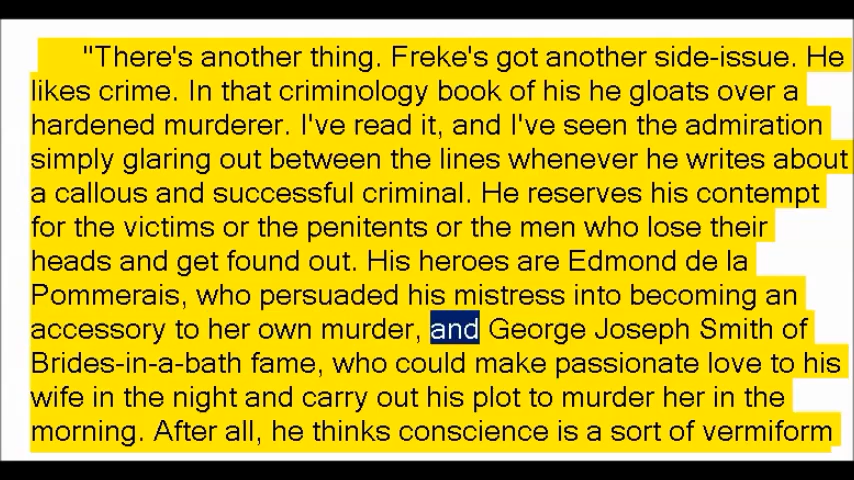 "There's another thing. Freke's got another side-issue. He
likes crime. In that criminology book of his he gloats over a
hardened murderer. I've read it, and I've seen the admiration
simply glaring out between the lines whenever he writes about
a callous and successful criminal. He reserves his contempt
for the victims or the penitents or the men who lose their
heads and get found out. His heroes are Edmond de la
Pommerais, who persuaded his mistress into becoming an
accessory to her own murder, and George Joseph Smith of
Brides-in-a-bath fame, who could make passionate love to his
wife in the night and carry out his plot to murder her in the
morning. After all, he thinks conscience is a sort of vermiform